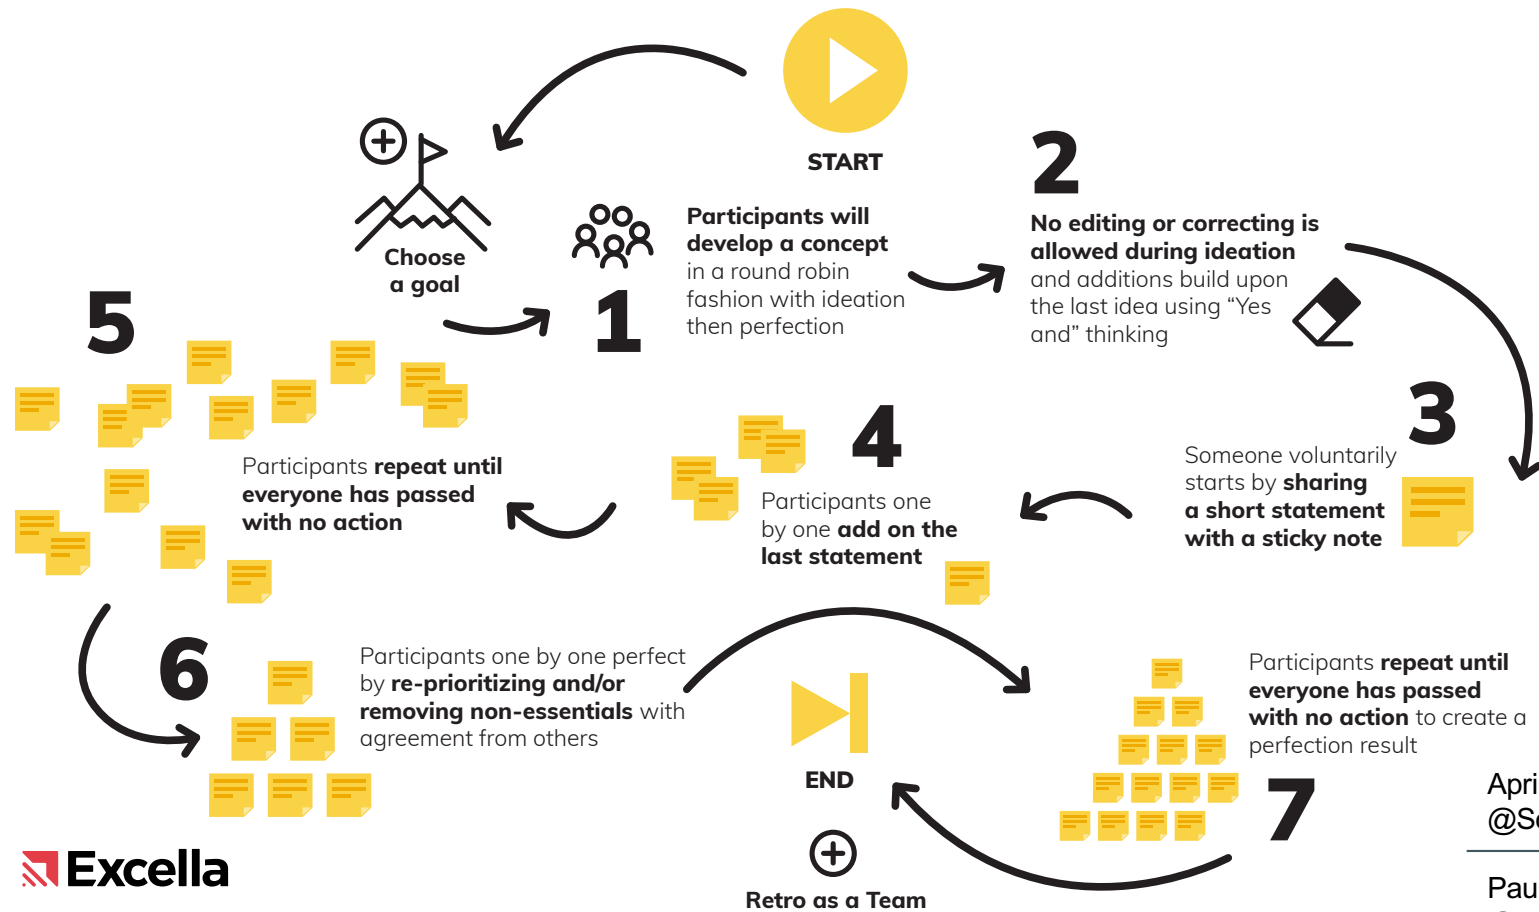 START
Choose
a goal
1
Participants will
develop a concept
in a round robin
fashion with ideation
then perfection
2
No editing or correcting is
allowed during ideation
and additions build upon
the last idea using “Yes
and” thinking
3
Someone voluntarily
starts by sharing
a short statement
with a sticky note
4
Participants one
by one add on the
last statement
5
Participants repeat until
everyone has passed
with no action
6
Participants one by one perfect
by re-prioritizing and/or
removing non-essentials with
agreement from others
7
Participants repeat until
everyone has passed
with no action to create a
perfection result
END
Retro as a Team
Excella
Apri
@Se
Pau